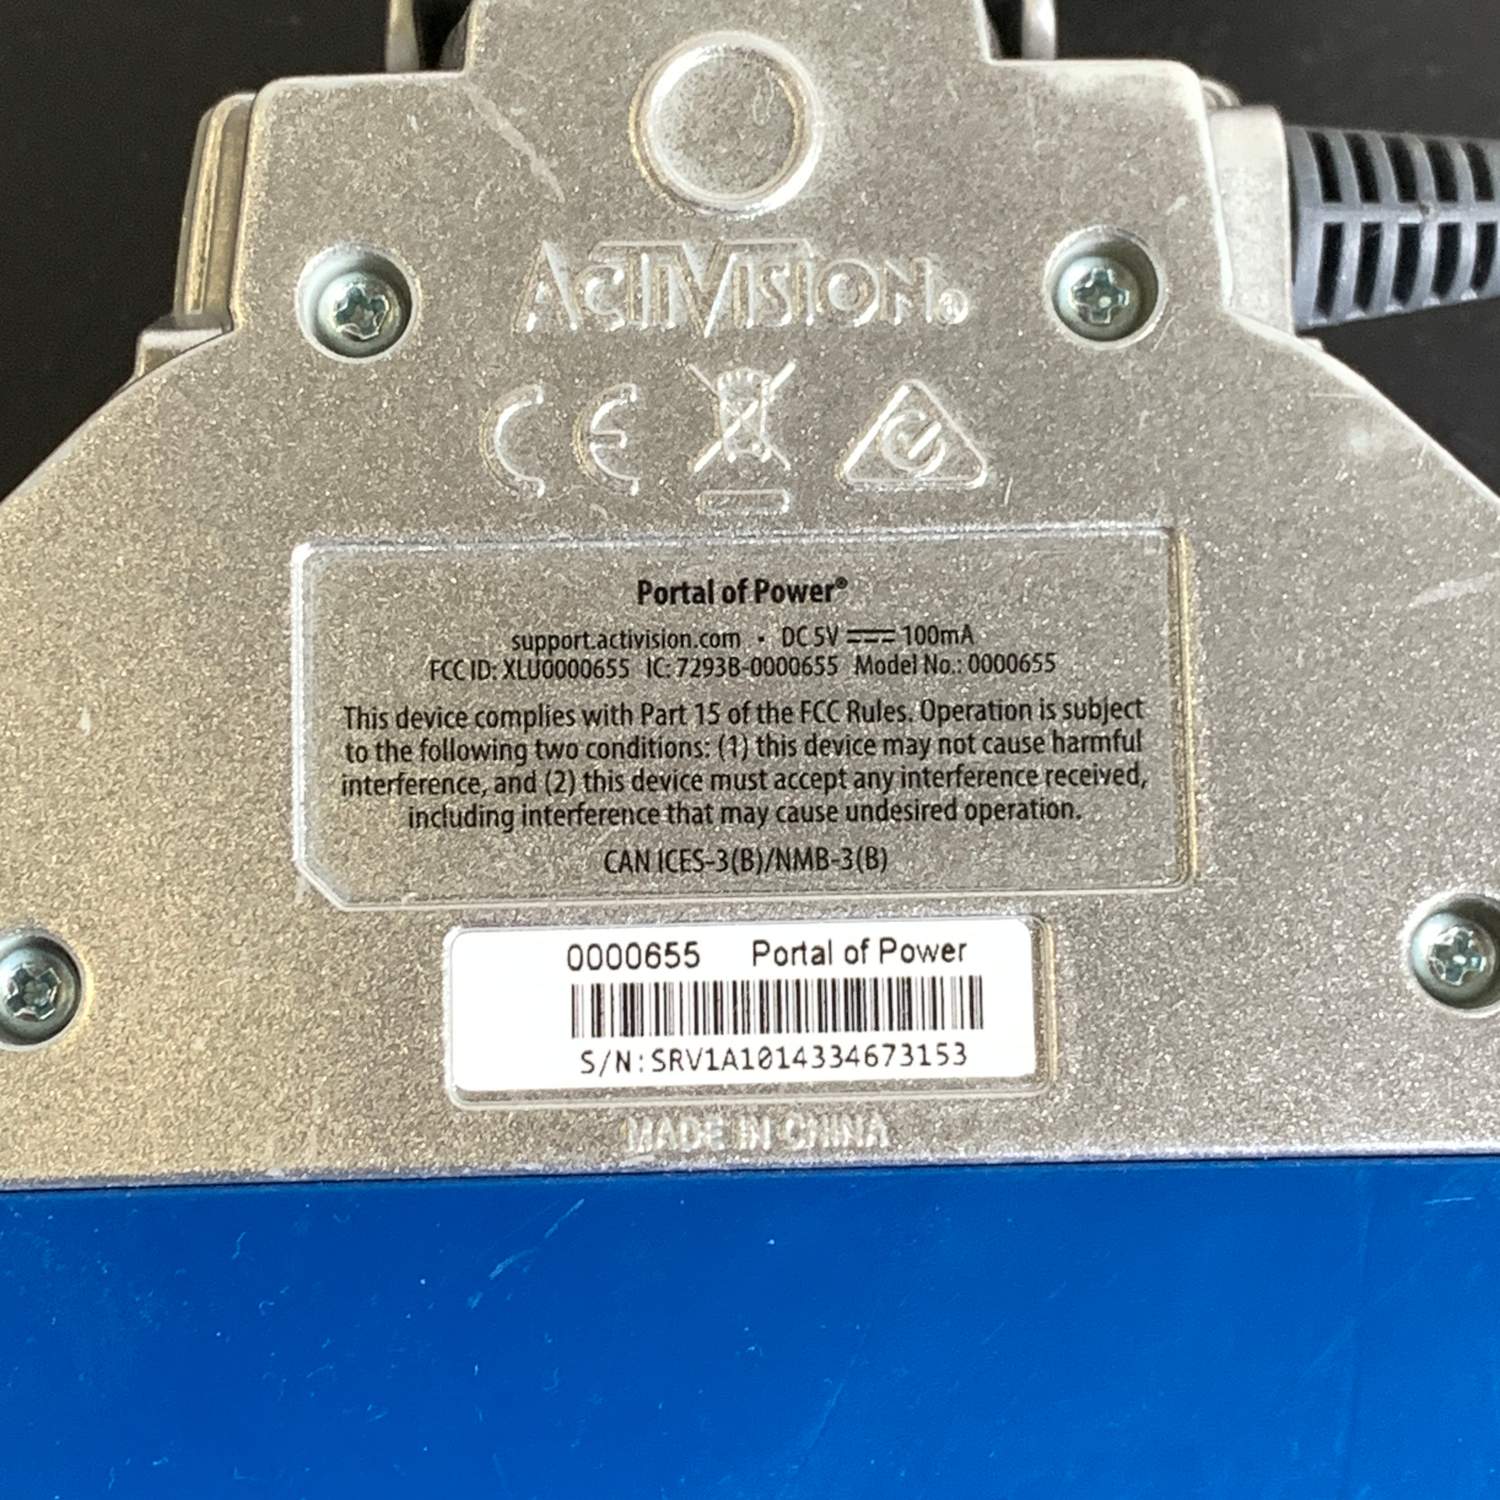 ACTIVISION®
CE
Portal of Power®
support.activision.com • DC 5V ⎓ 100mA
FCC ID: XLU0000655 IC: 7293B-0000655 Model No.: 0000655
This device complies with Part 15 of the FCC Rules. Operation is subject
to the following two conditions: (1) this device may not cause harmful
interference, and (2) this device must accept any interference received,
including interference that may cause undesired operation.
CAN ICES-3(B)/NMB-3(B)
0000655 Portal of Power
S/N:SRV1A1014334673153
MADE IN CHINA